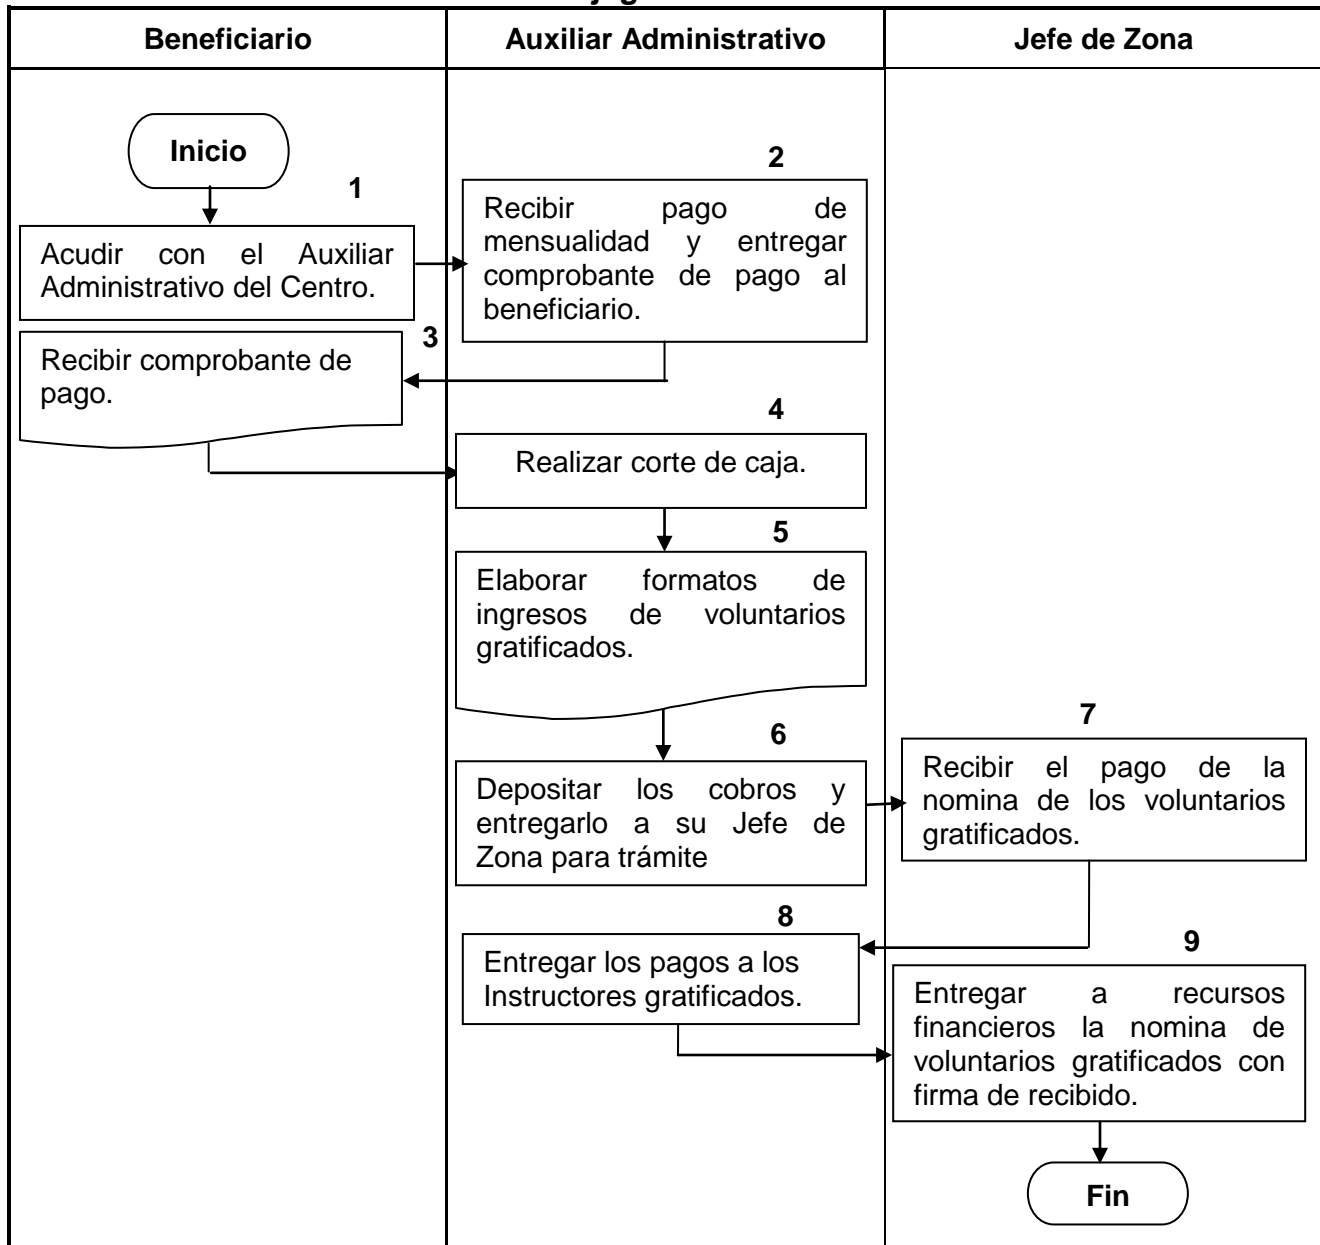 Beneficiario
Auxiliar Administrativo
Jefe de Zona
Inicio
1
Acudir con el Auxiliar
Administrativo del Centro.
2
Recibir pago de
mensualidad y entregar
comprobante de pago al
beneficiario.
3
Recibir comprobante de
pago.
4
Realizar corte de caja.
5
Elaborar formatos de
ingresos de voluntarios
gratificados.
6
Depositar los cobros y
entregarlo a su Jefe de
Zona para trámite
7
Recibir el pago de la
nomina de los voluntarios
gratificados.
8
Entregar los pagos a los
Instructores gratificados.
9
Entregar a recursos
financieros la nomina de
voluntarios gratificados con
firma de recibido.
Fin